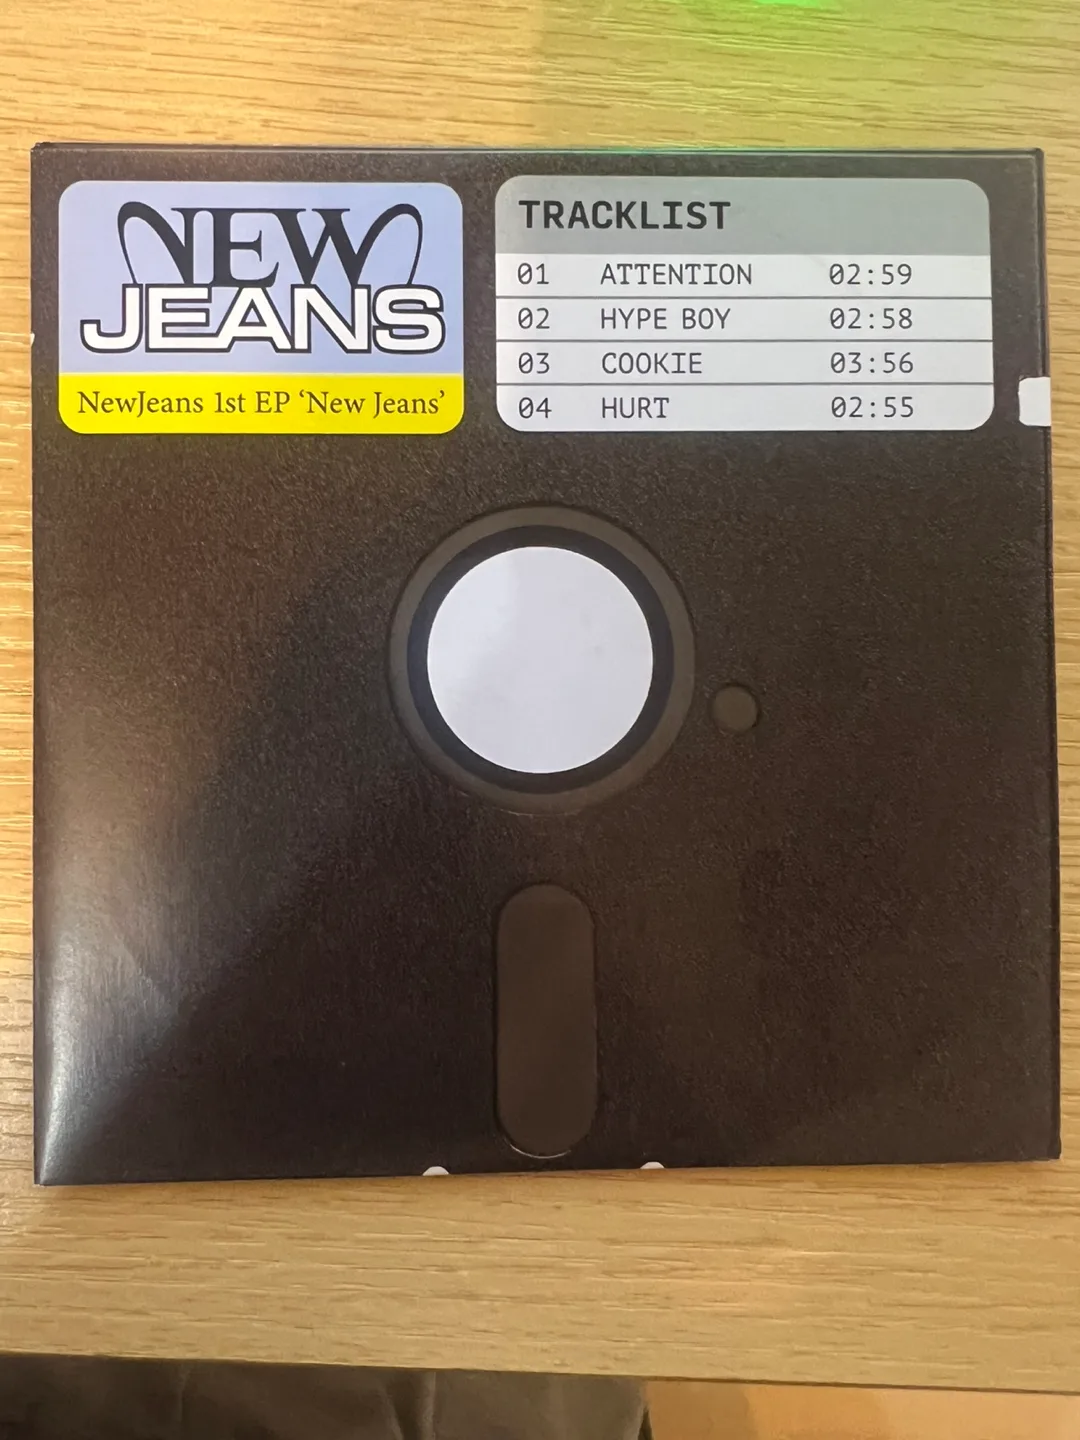 NEW
JEANS
NewJeans 1st EP ‘New Jeans’
TRACKLIST
01 ATTENTION 02:59
02 HYPE BOY 02:58
03 COOKIE 03:56
04 HURT 02:55